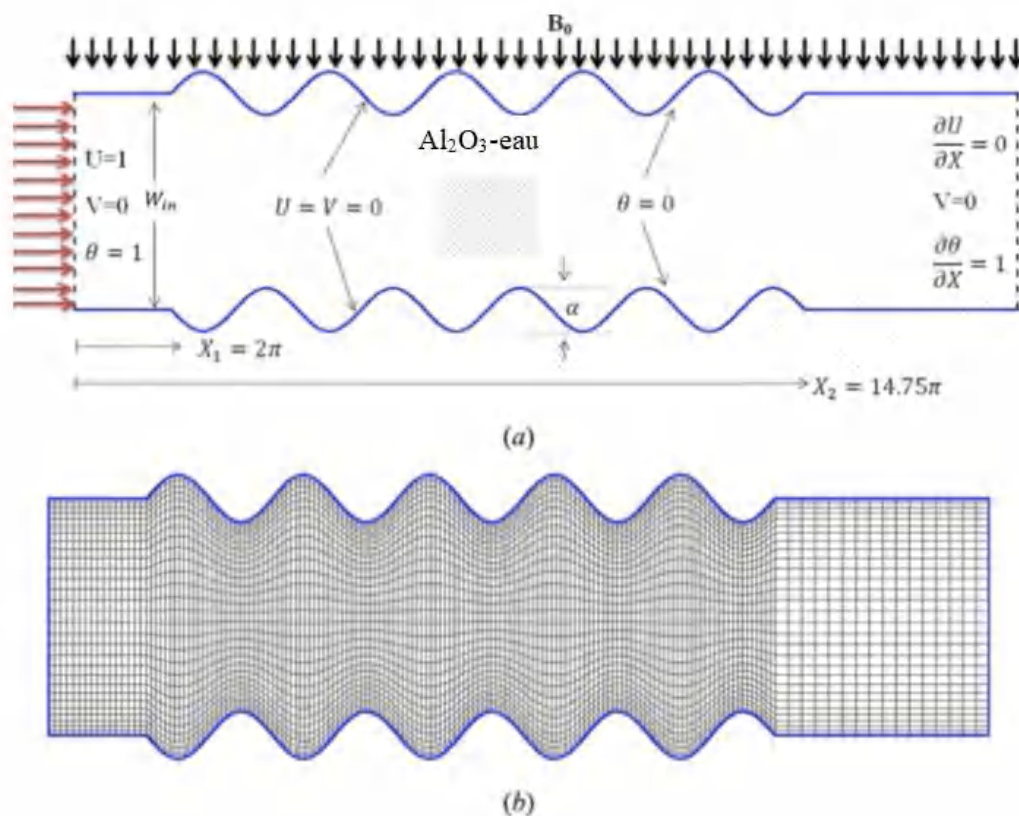 B₀
Al₂O₃-eau
U=1
V=0
θ = 1
W_in
U = V = 0
θ = 0
∂U/∂X = 0
V=0
∂θ/∂X = 1
α
X₁ = 2π
X₂ = 14.75π
(a)
(b)